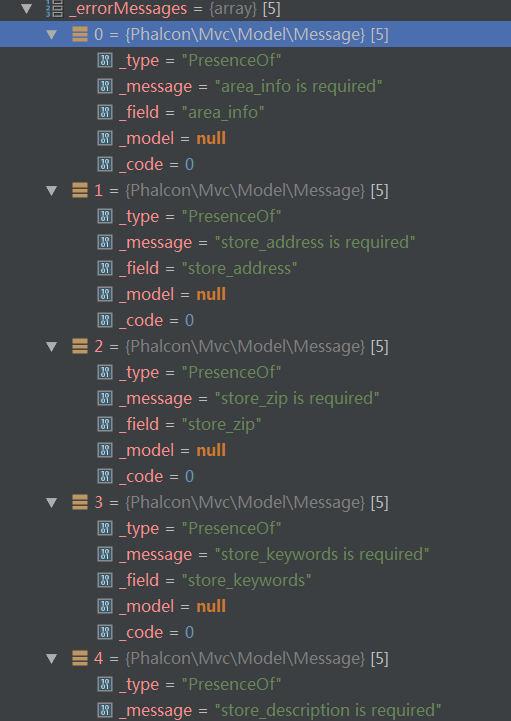 _errorMessages = {array} [5]
0 = {Phalcon\Mvc\Model\Message} [5]
_type = "PresenceOf"
_message = "area_info is required"
_field = "area_info"
_model = null
_code = 0
1 = {Phalcon\Mvc\Model\Message} [5]
_type = "PresenceOf"
_message = "store_address is required"
_field = "store_address"
_model = null
_code = 0
2 = {Phalcon\Mvc\Model\Message} [5]
_type = "PresenceOf"
_message = "store_zip is required"
_field = "store_zip"
_model = null
_code = 0
3 = {Phalcon\Mvc\Model\Message} [5]
_type = "PresenceOf"
_message = "store_keywords is required"
_field = "store_keywords"
_model = null
_code = 0
4 = {Phalcon\Mvc\Model\Message} [5]
_type = "PresenceOf"
_message = "store_description is required"